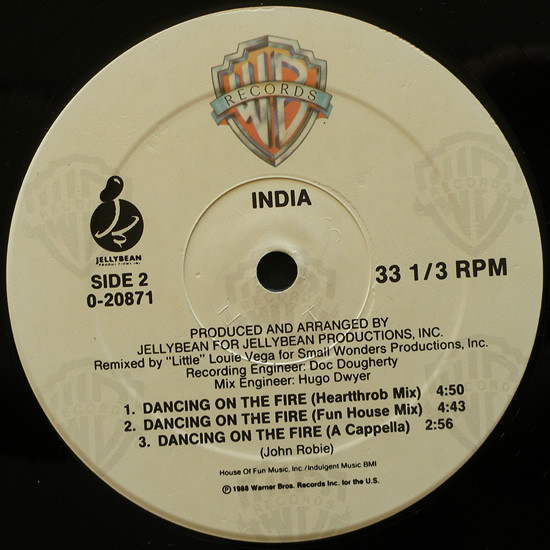 WB
RECORDS
INDIA
JELLYBEAN
PRODUCTIONS, INC.
SIDE 2
0-20871
33 1/3 RPM
PRODUCED AND ARRANGED BY
JELLYBEAN FOR JELLYBEAN PRODUCTIONS, INC.
Remixed by "Little" Louie Vega for Small Wonders Productions, Inc.
Recording Engineer: Doc Dougherty
Mix Engineer: Hugo Dwyer
1. DANCING ON THE FIRE (Heartthrob Mix) 4:50
2. DANCING ON THE FIRE (Fun House Mix) 4:43
3. DANCING ON THE FIRE (A Cappella) 2:56
(John Robie)
House Of Fun Music, Inc./Indulgent Music BMI
℗ 1988 Warner Bros. Records Inc. for the U.S.